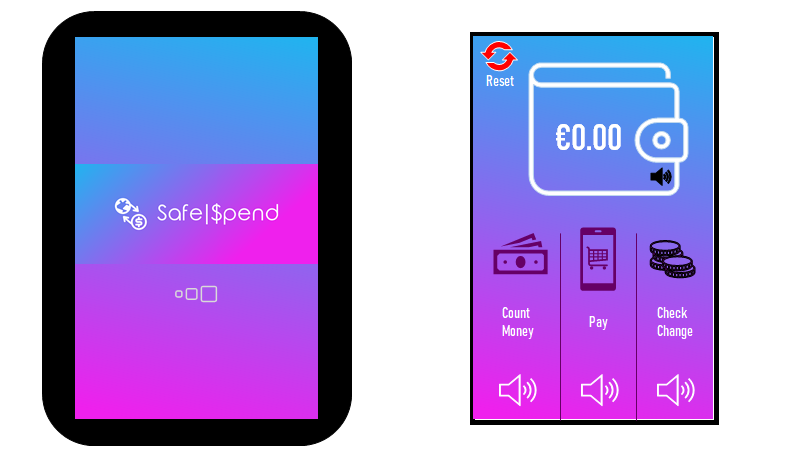 Safe|$pend
Reset
€0.00
Count
Money
Pay
Check
Change